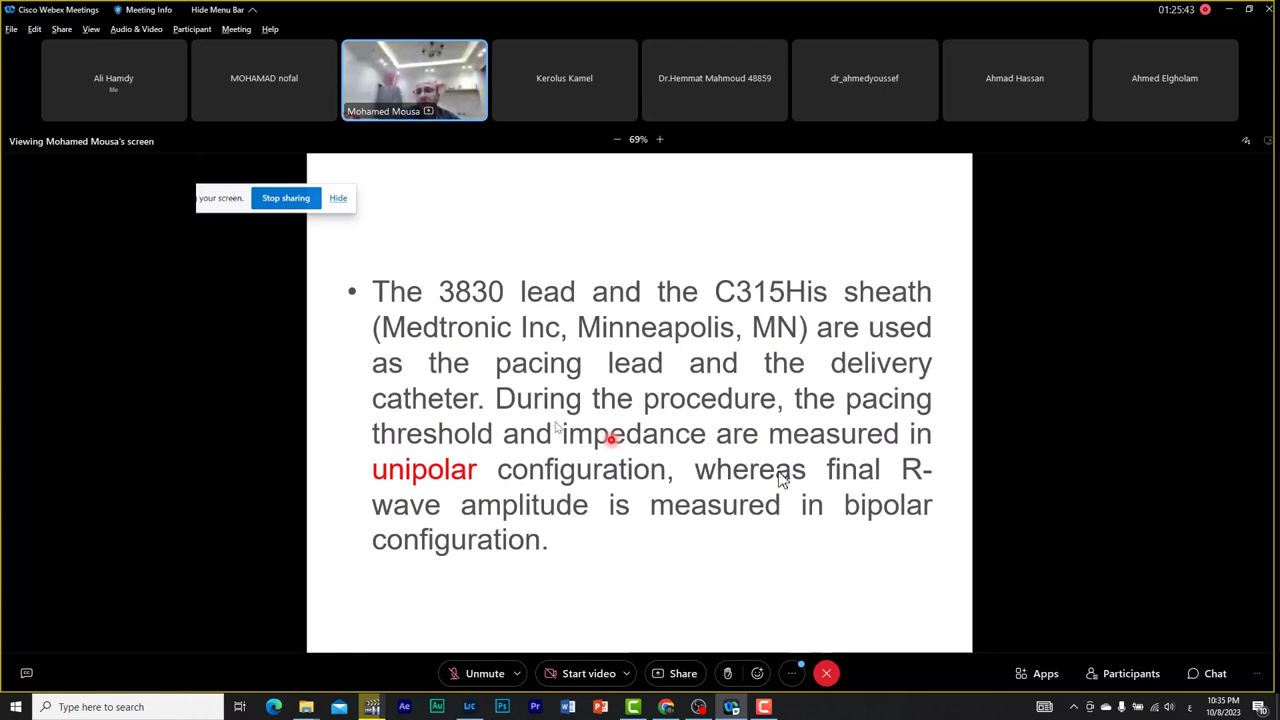 Cisco Webex Meetings Meeting Info Hide Menu Bar 01:25:43
File Edit Share View Audio & Video Participant Meeting Help
Ali Hamdy
Me
MOHAMAD nofal
Mohamed Mousa
Kerolus Kamel
Dr.Hemmat Mahmoud 48859
dr_ahmedyoussef
Ahmad Hassan
Ahmed Elgholam
Viewing Mohamed Mousa's screen
69%
your screen. Stop sharing Hide
• The 3830 lead and the C315His sheath
(Medtronic Inc, Minneapolis, MN) are used
as the pacing lead and the delivery
catheter. During the procedure, the pacing
threshold and impedance are measured in
unipolar configuration, whereas final R-
wave amplitude is measured in bipolar
configuration.
Unmute Start video Share Apps Participants Chat
Type here to search
Ae Au Lrc Ps Pr
10:35 PM
10/8/2023